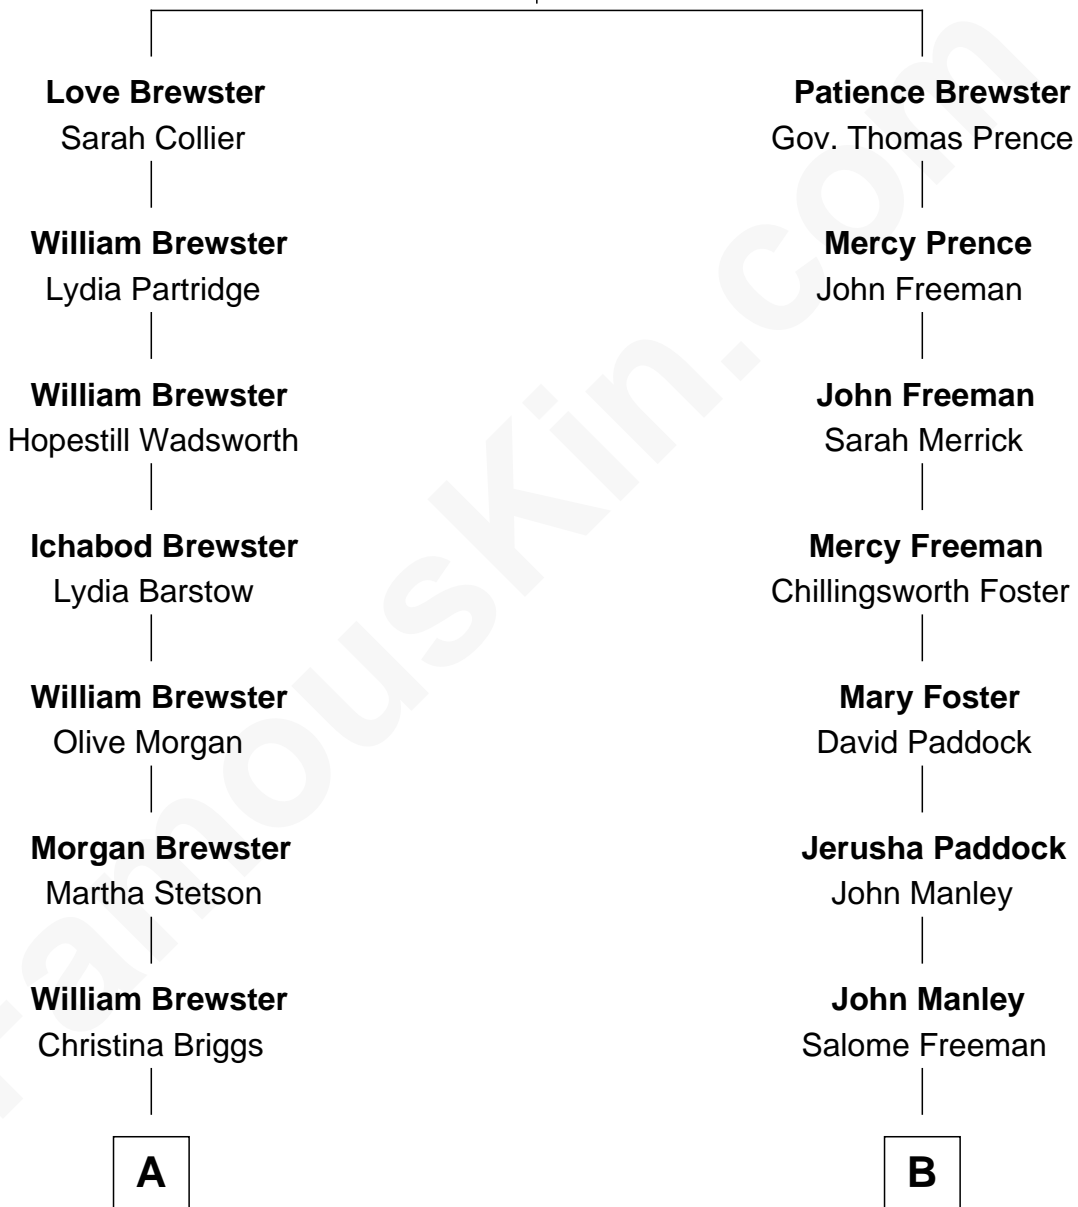 Love Brewster
Sarah Collier
William Brewster
Lydia Partridge
William Brewster
Hopestill Wadsworth
Ichabod Brewster
Lydia Barstow
William Brewster
Olive Morgan
Morgan Brewster
Martha Stetson
William Brewster
Christina Briggs
A
Patience Brewster
Gov. Thomas Prence
Mercy Prence
John Freeman
John Freeman
Sarah Merrick
Mercy Freeman
Chillingsworth Foster
Mary Foster
David Paddock
Jerusha Paddock
John Manley
John Manley
Salome Freeman
B
FamousKin.com